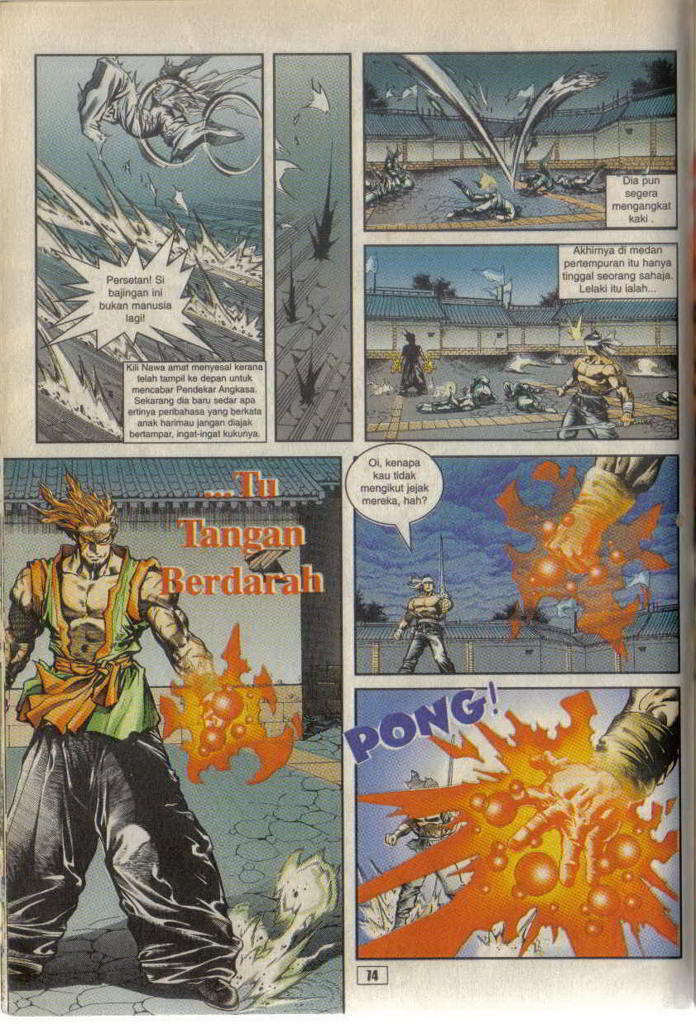 Persetan! Si
bajingan ini
bukan manusia
lagi!
Kili Nawa amat menyesal kerana
telah tampil ke depan untuk
mencabar Pendekar Angkasa.
Sekarang dia baru sedar apa
ertinya peribahasa yang berkata
anak harimau jangan diajak
bertampar, ingat-ingat kukunya.
Dia pun
segera
mengangkat
kaki .
Akhirnya di medan
pertempuran itu hanya
tinggal seorang sahaja.
Lelaki itu ialah...
...Tu
Tangan
Berdarah
Oi, kenapa
kau tidak
mengikut jejak
mereka, hah?
PONG!
74